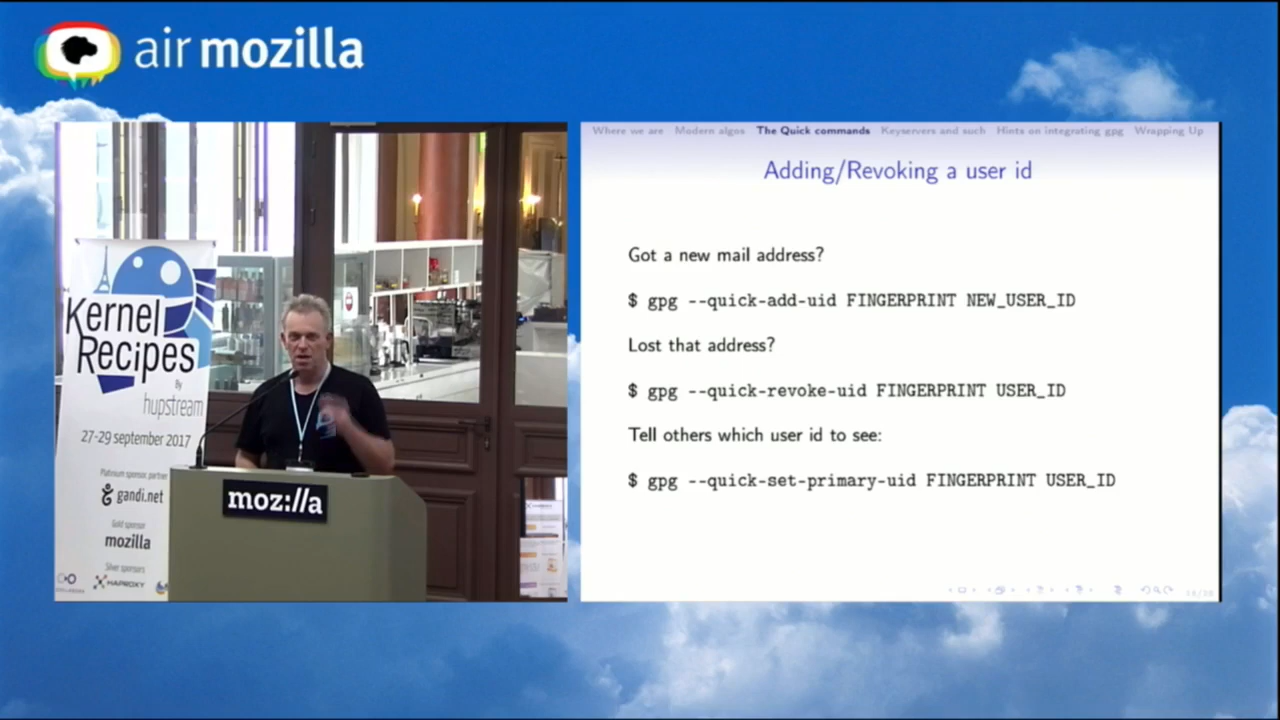 air mozilla
Kernel
Recipes
By
hupstream
27-29 september 2017
Platinum sponsor partner
gandi.net
Gold sponsor
mozilla
Silver sponsors
HAPROXY
moz://a
Where we are Modern algos The Quick commands Keyservers and such Hints on integrating gpg Wrapping Up
Adding/Revoking a user id
Got a new mail address?
$ gpg --quick-add-uid FINGERPRINT NEW_USER_ID
Lost that address?
$ gpg --quick-revoke-uid FINGERPRINT USER_ID
Tell others which user id to see:
$ gpg --quick-set-primary-uid FINGERPRINT USER_ID